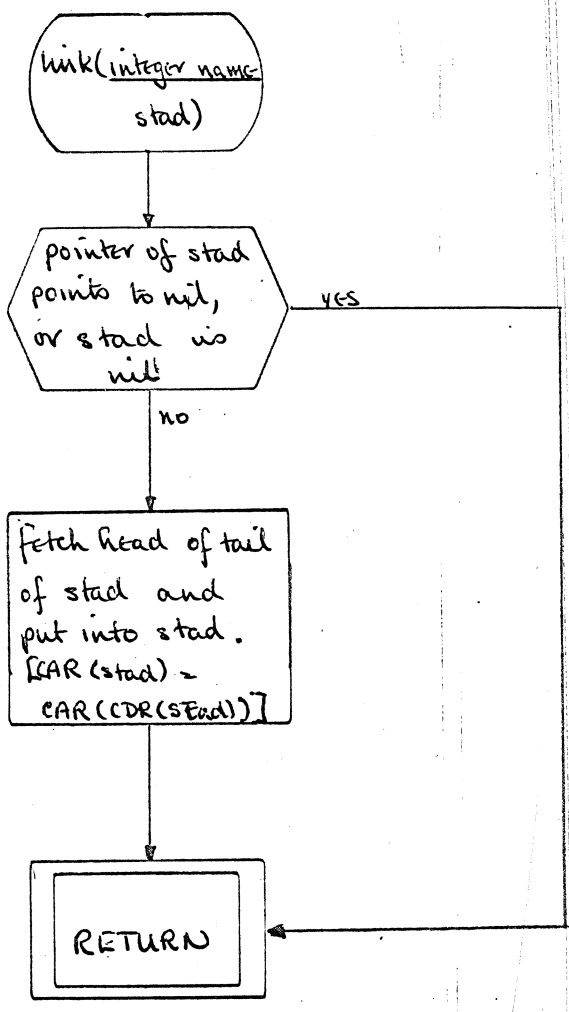 link(integer name
stad)
pointer of stad
points to nil,
or stad is
nil
YES
no
fetch head of tail
of stad and
put into stad.
[CAR(stad) =
CAR(CDR(stad))]
RETURN